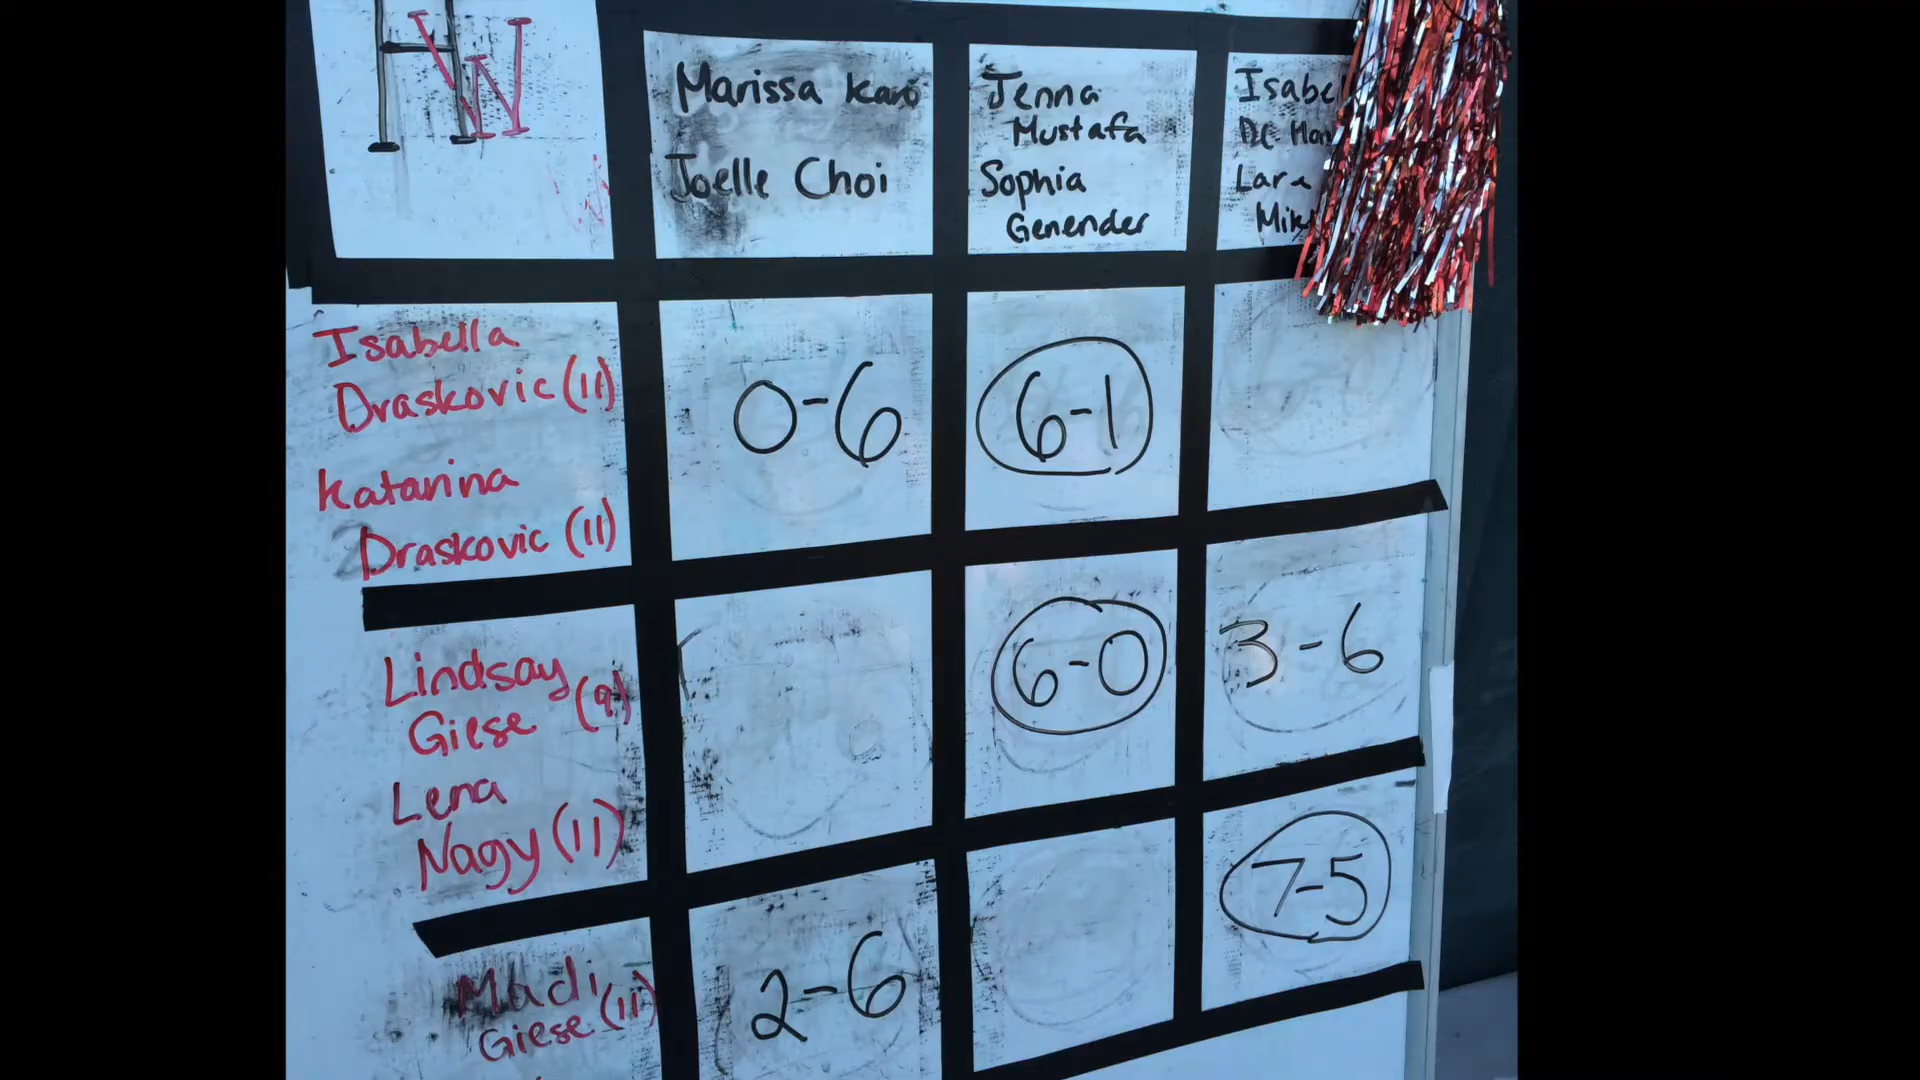 HW
Marissa Karo
Joelle Choi
Jenna
Mustafa
Sophia
Genender
Lara
Isabella
Draskovic (11)
Katarina
Draskovic (11)
0-6
6-1
Lindsay
Giese (9)
Lena
Nagy (11)
6-0
3-6
Madi
Giese (11)
2-6
7-5